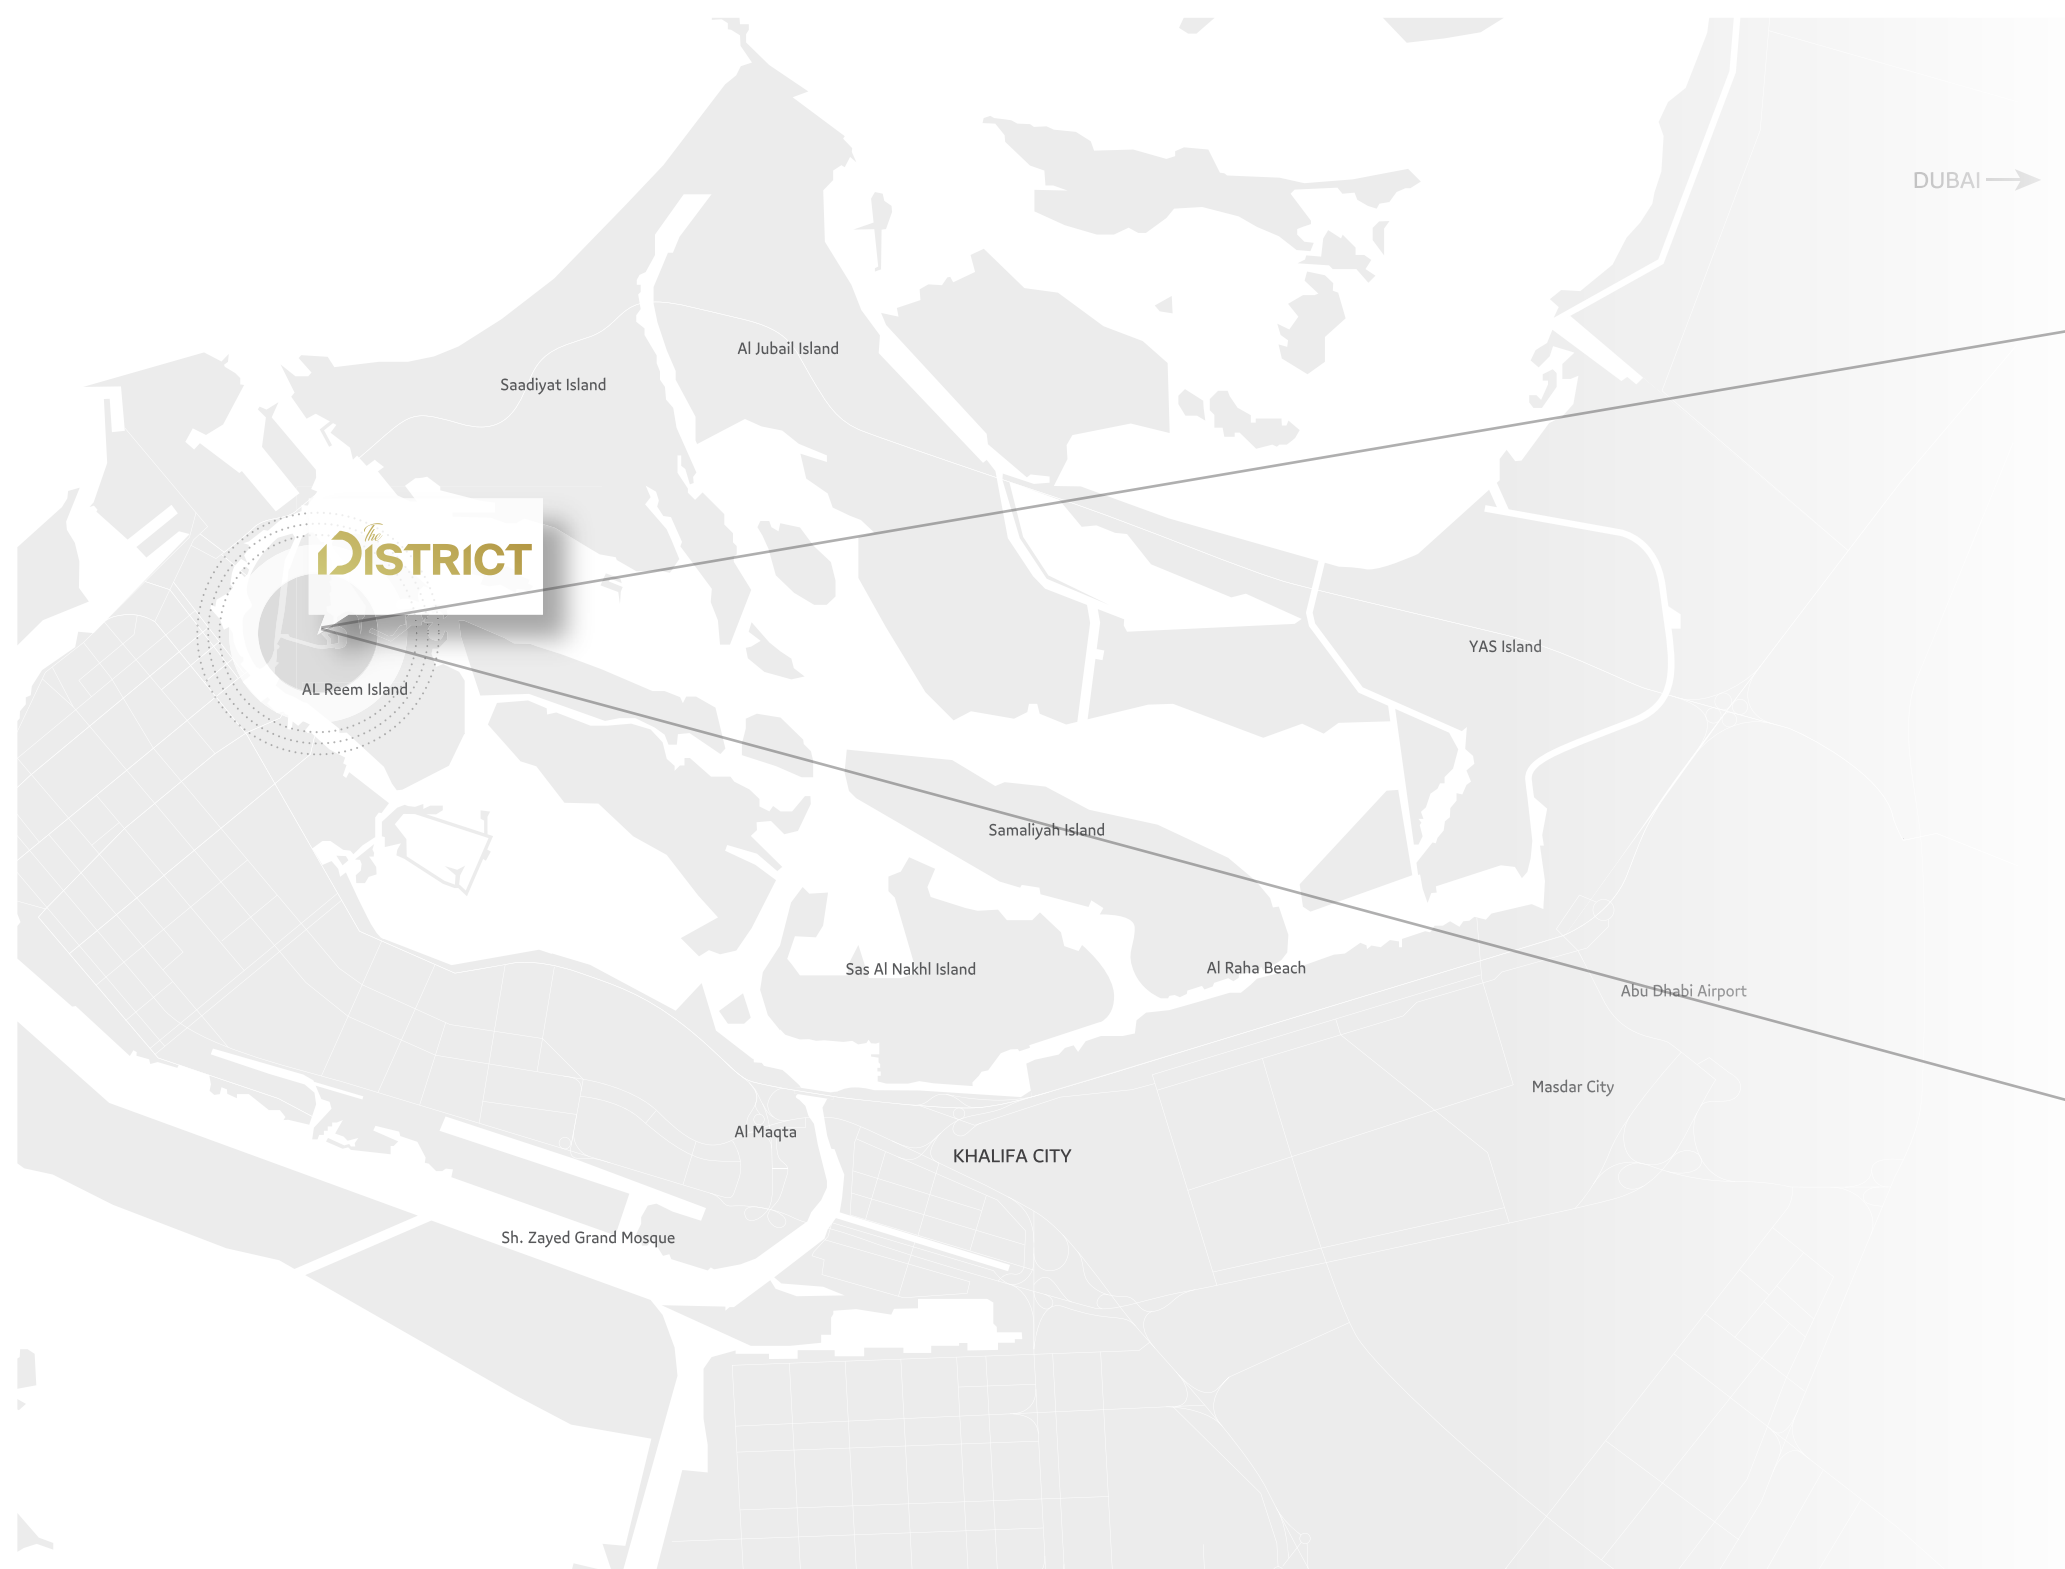 DUBAI
Al Jubail Island
Saadiyat Island
The
DISTRICT
YAS Island
AL Reem Island
Samaliyah Island
Sas Al Nakhl Island
Al Raha Beach
Abu Dhabi Airport
Masdar City
Al Maqta
KHALIFA CITY
Sh. Zayed Grand Mosque